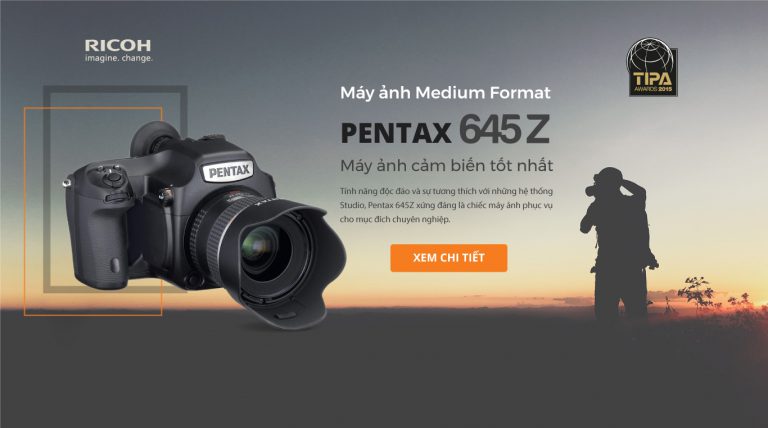 RICOH
imagine. change.
TIPA
AWARDS 2015
Máy ảnh Medium Format
PENTAX 645Z
Máy ảnh cảm biến tốt nhất
Tính năng độc đáo và sự tương thích với những hệ thống
Studio, Pentax 645Z xứng đáng là chiếc máy ảnh phục vụ
cho mục đích chuyên nghiệp.
XEM CHI TIẾT
PENTAX